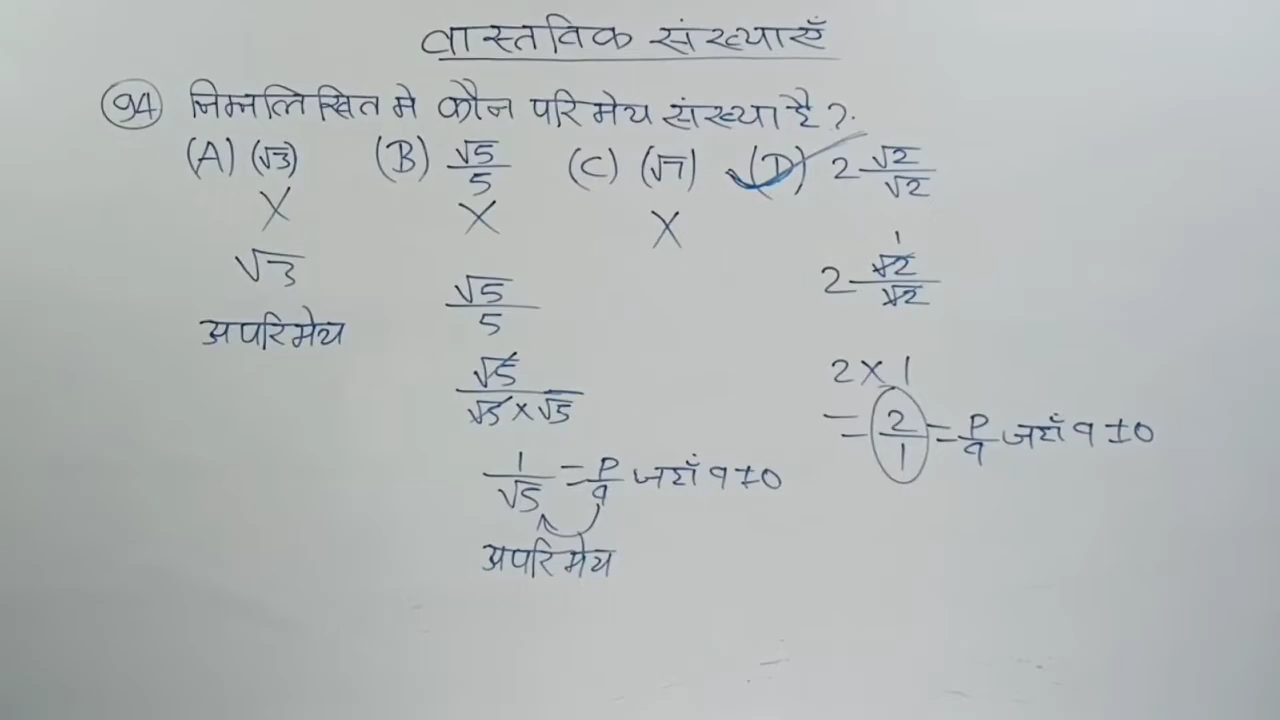 वास्तविक संख्याएँ
94 निम्नलिखित मे कौन परिमेय संख्या है ?
(A) (√3) (B) √5/5 (C) (√7) (D) 2 √2/√2
X X X
√3
अपरिमेय
√5/5
√5/√5 × √5
1/√5 = p/q जहाँ q ≠ 0
अपरिमेय
2 √2/√2 1
2 × 1
= 2/1 = p/q जहाँ q ≠ 0